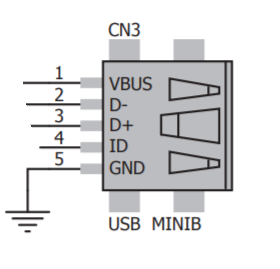 CN3
1 VBUS
2 D-
3 D+
4 ID
5 GND
USB MINIB